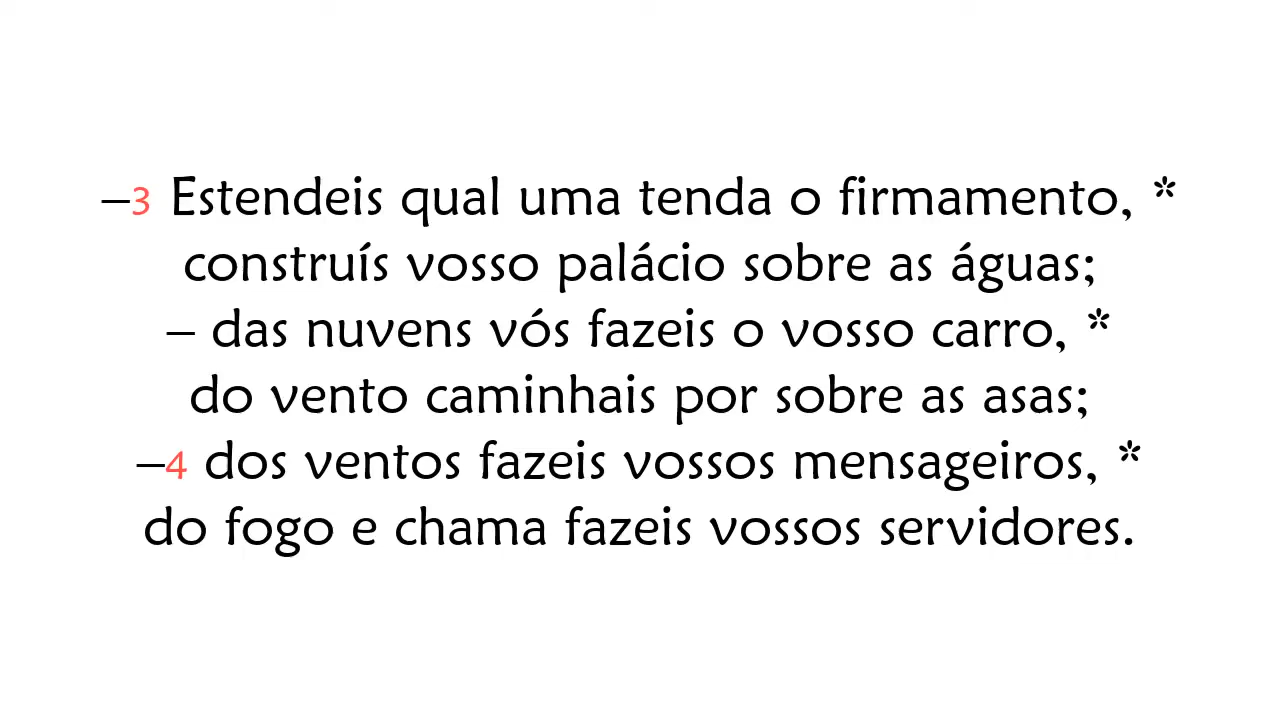 –3 Estendeis qual uma tenda o firmamento, *
construís vosso palácio sobre as águas;
– das nuvens vós fazeis o vosso carro, *
do vento caminhais por sobre as asas;
–4 dos ventos fazeis vossos mensageiros, *
do fogo e chama fazeis vossos servidores.